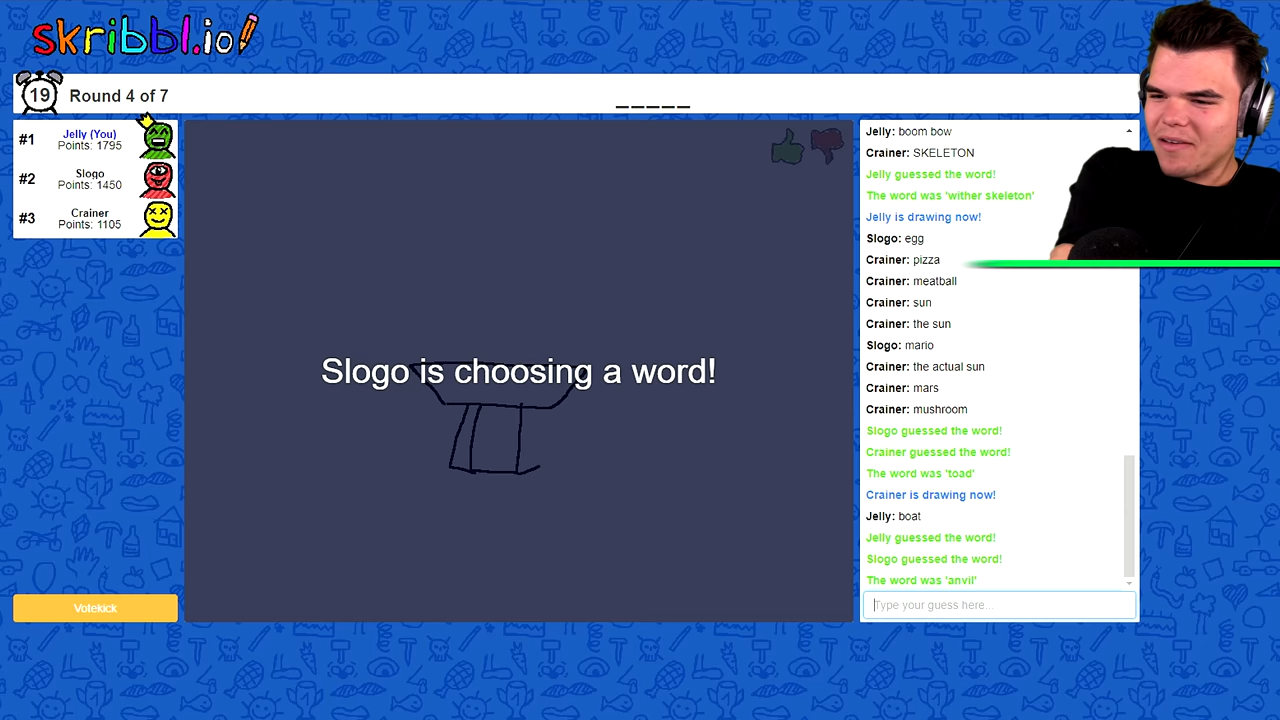 skribbl.io
19
Round 4 of 7
_ _ _ _ _
#1
Jelly (You)
Points: 1795
#2
Slogo
Points: 1450
#3
Crainer
Points: 1105
Votekick
Slogo is choosing a word!
Jelly: boom bow
Crainer: SKELETON
Jelly guessed the word!
The word was 'wither skeleton'
Jelly is drawing now!
Slogo: egg
Crainer: pizza
Crainer: meatball
Crainer: sun
Crainer: the sun
Slogo: mario
Crainer: the actual sun
Crainer: mars
Crainer: mushroom
Slogo guessed the word!
Crainer guessed the word!
The word was 'toad'
Crainer is drawing now!
Jelly: boat
Jelly guessed the word!
Slogo guessed the word!
The word was 'anvil'
Type your guess here...